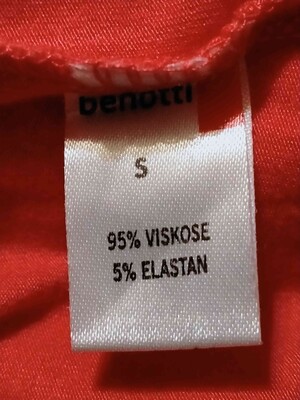 benotti
S
95% VISKOSE
5% ELASTAN